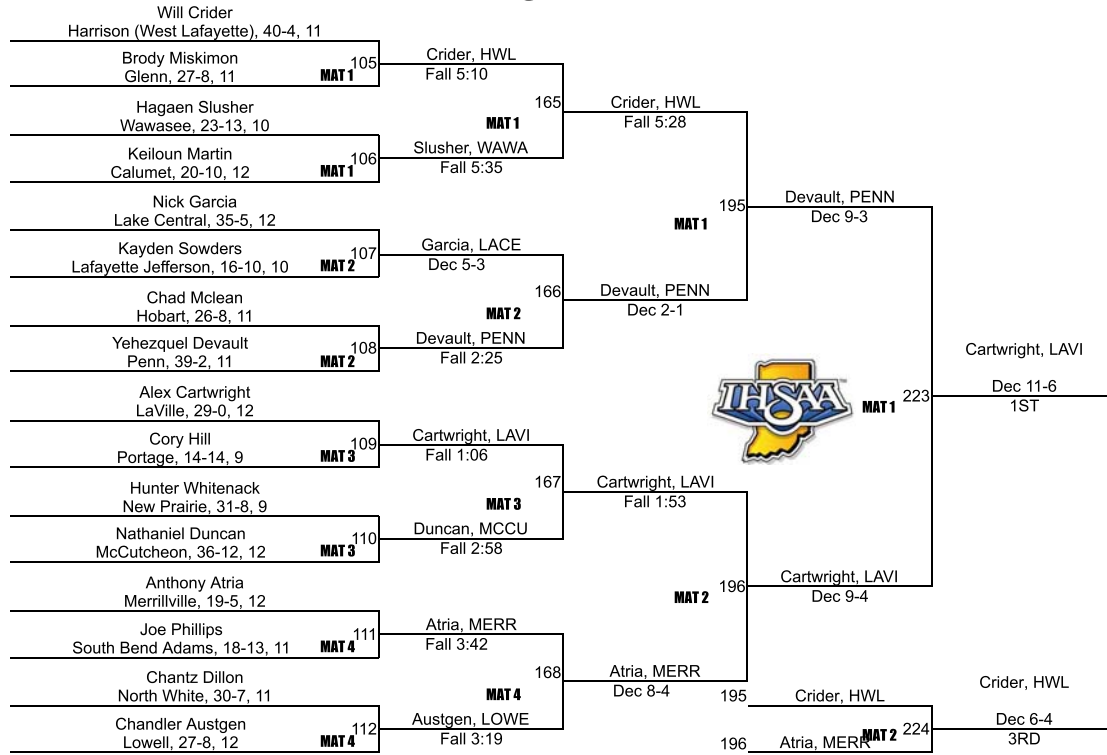 Will Crider
Harrison (West Lafayette), 40-4, 11
Brody Miskimon
Glenn, 27-8, 11
105
MAT 1
Hagaen Slusher
Wawasee, 23-13, 10
Keiloun Martin
Calumet, 20-10, 12
106
MAT 1
Nick Garcia
Lake Central, 35-5, 12
Kayden Sowders
Lafayette Jefferson, 16-10, 10
107
MAT 2
Chad Mclean
Hobart, 26-8, 11
Yehezquel Devault
Penn, 39-2, 11
108
MAT 2
Alex Cartwright
LaVille, 29-0, 12
Cory Hill
Portage, 14-14, 9
109
MAT 3
Hunter Whitenack
New Prairie, 31-8, 9
Nathaniel Duncan
McCutcheon, 36-12, 12
110
MAT 3
Anthony Atria
Merrillville, 19-5, 12
Joe Phillips
South Bend Adams, 18-13, 11
111
MAT 4
Chantz Dillon
North White, 30-7, 11
Chandler Austgen
Lowell, 27-8, 12
112
MAT 4
Crider, HWL
Fall 5:10
165
MAT 1
Slusher, WAWA
Fall 5:35
Garcia, LACE
Dec 5-3
166
MAT 2
Devault, PENN
Fall 2:25
Cartwright, LAVI
Fall 1:06
167
MAT 3
Duncan, MCCU
Fall 2:58
Atria, MERR
Fall 3:42
168
MAT 4
Austgen, LOWE
Fall 3:19
Crider, HWL
Fall 5:28
195
MAT 1
Devault, PENN
Dec 2-1
Cartwright, LAVI
Fall 1:53
196
MAT 2
Atria, MERR
Dec 8-4
Devault, PENN
Dec 9-3
IHSAA
TM
MAT 1
223
Cartwright, LAVI
Dec 9-4
Cartwright, LAVI
Dec 11-6
1ST
195
Crider, HWL
MAT 2
224
196
Atria, MERR
Crider, HWL
Dec 6-4
3RD